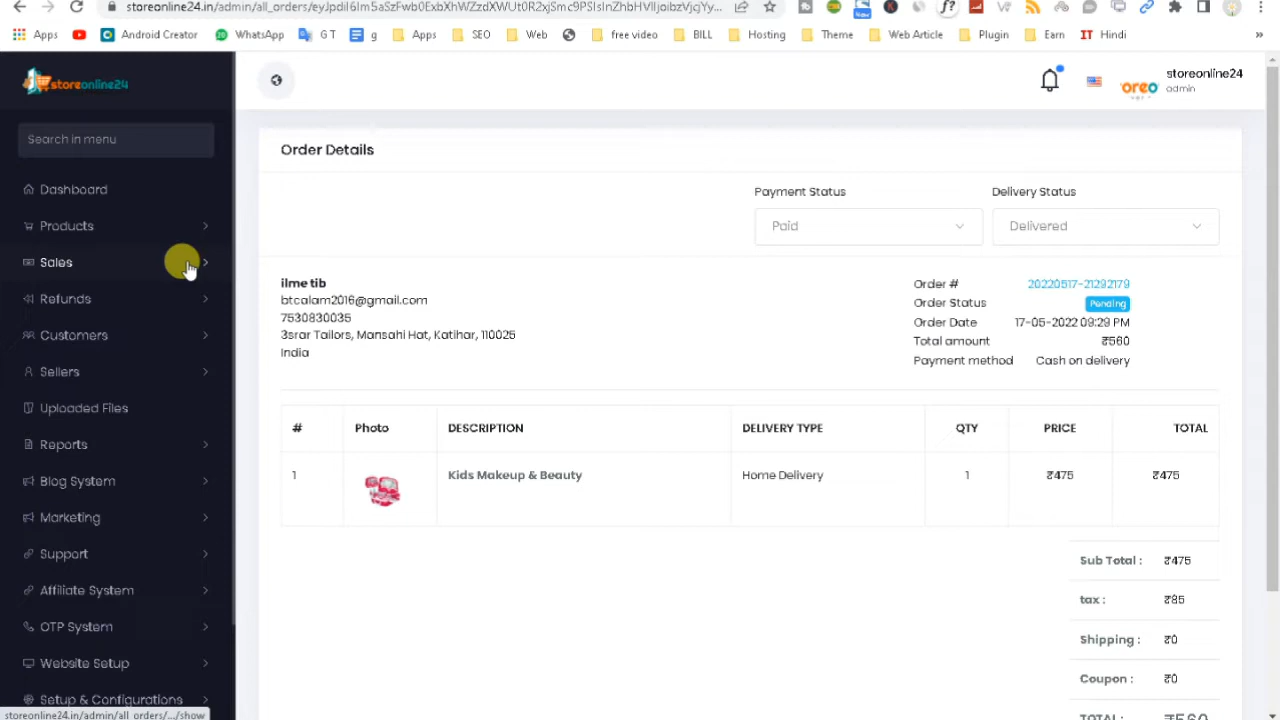 storeonline24.in/admin/all_orders/eyJpdiI6Im5aSzFwb0ExbXhWZzdXWUt0R2xjSmc9PSIsInZhbHVlIjoibzVjqYy...
Apps
Android Creator
WhatsApp
G T
g
Apps
SEO
Web
free video
BILL
Hosting
Theme
Web Article
Plugin
Earn
IT Hindi
»
storeonline24
oreo
storeonline24
admin
Search in menu
Dashboard
Products
Sales
Refunds
Customers
Sellers
Uploaded Files
Reports
Blog System
Marketing
Support
Affiliate System
OTP System
Website Setup
Setup & Configurations
storeonline24.in/admin/all_orders/.../show
Order Details
Payment Status
Delivery Status
Paid
Delivered
ilme tib
btcalam2016@gmail.com
7530830035
3srar Tailors, Mansahi Hat, Katihar, 110025
India
Order # 20220517-21292179
Order Status Pending
Order Date 17-05-2022 09:29 PM
Total amount ₹560
Payment method Cash on delivery
# Photo DESCRIPTION DELIVERY TYPE QTY PRICE TOTAL
1 Kids Makeup & Beauty Home Delivery 1 ₹475 ₹475
Sub Total : ₹475
tax : ₹85
Shipping : ₹0
Coupon : ₹0
TOTAL : ₹560